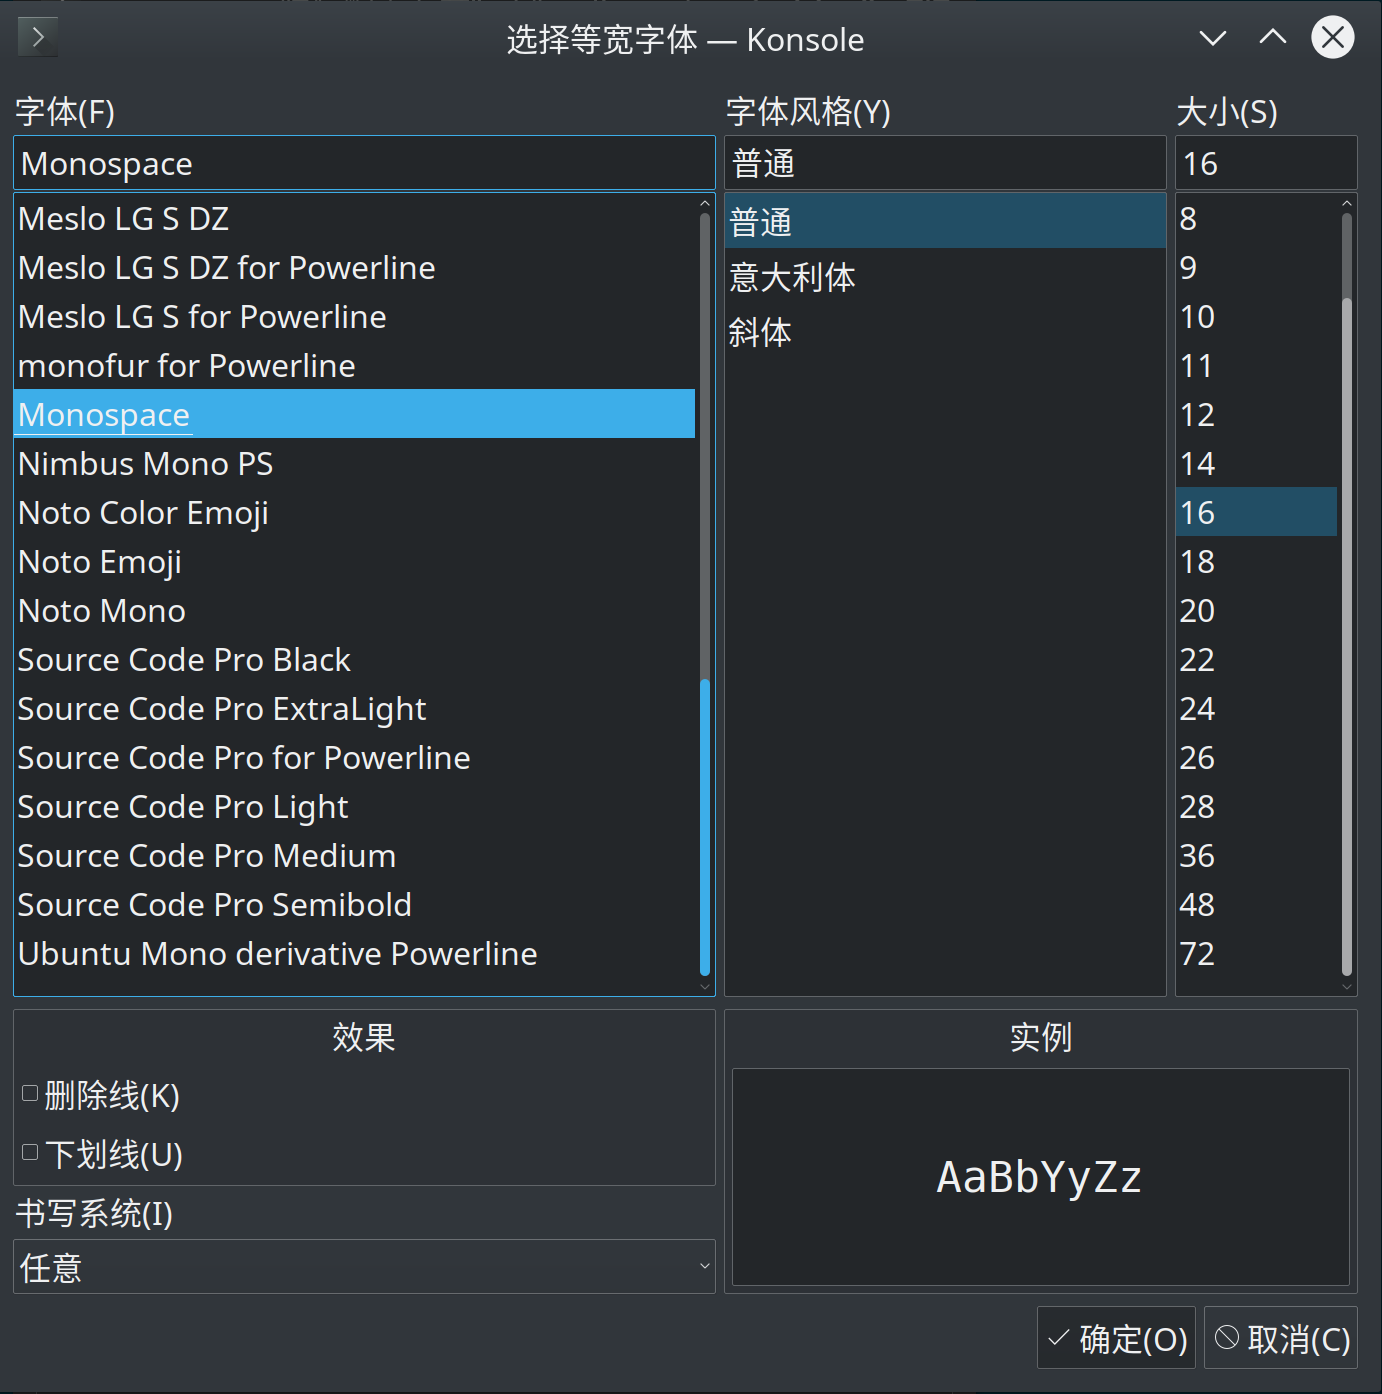 选择等宽字体 — Konsole
字体(F)
Monospace
Meslo LG S DZ
Meslo LG S DZ for Powerline
Meslo LG S for Powerline
monofur for Powerline
Monospace
Nimbus Mono PS
Noto Color Emoji
Noto Emoji
Noto Mono
Source Code Pro Black
Source Code Pro ExtraLight
Source Code Pro for Powerline
Source Code Pro Light
Source Code Pro Medium
Source Code Pro Semibold
Ubuntu Mono derivative Powerline
字体风格(Y)
普通
普通
意大利体
斜体
大小(S)
16
8
9
10
11
12
14
16
18
20
22
24
26
28
36
48
72
效果
删除线(K)
下划线(U)
书写系统(I)
任意
实例
AaBbYyZz
确定(O)
取消(C)